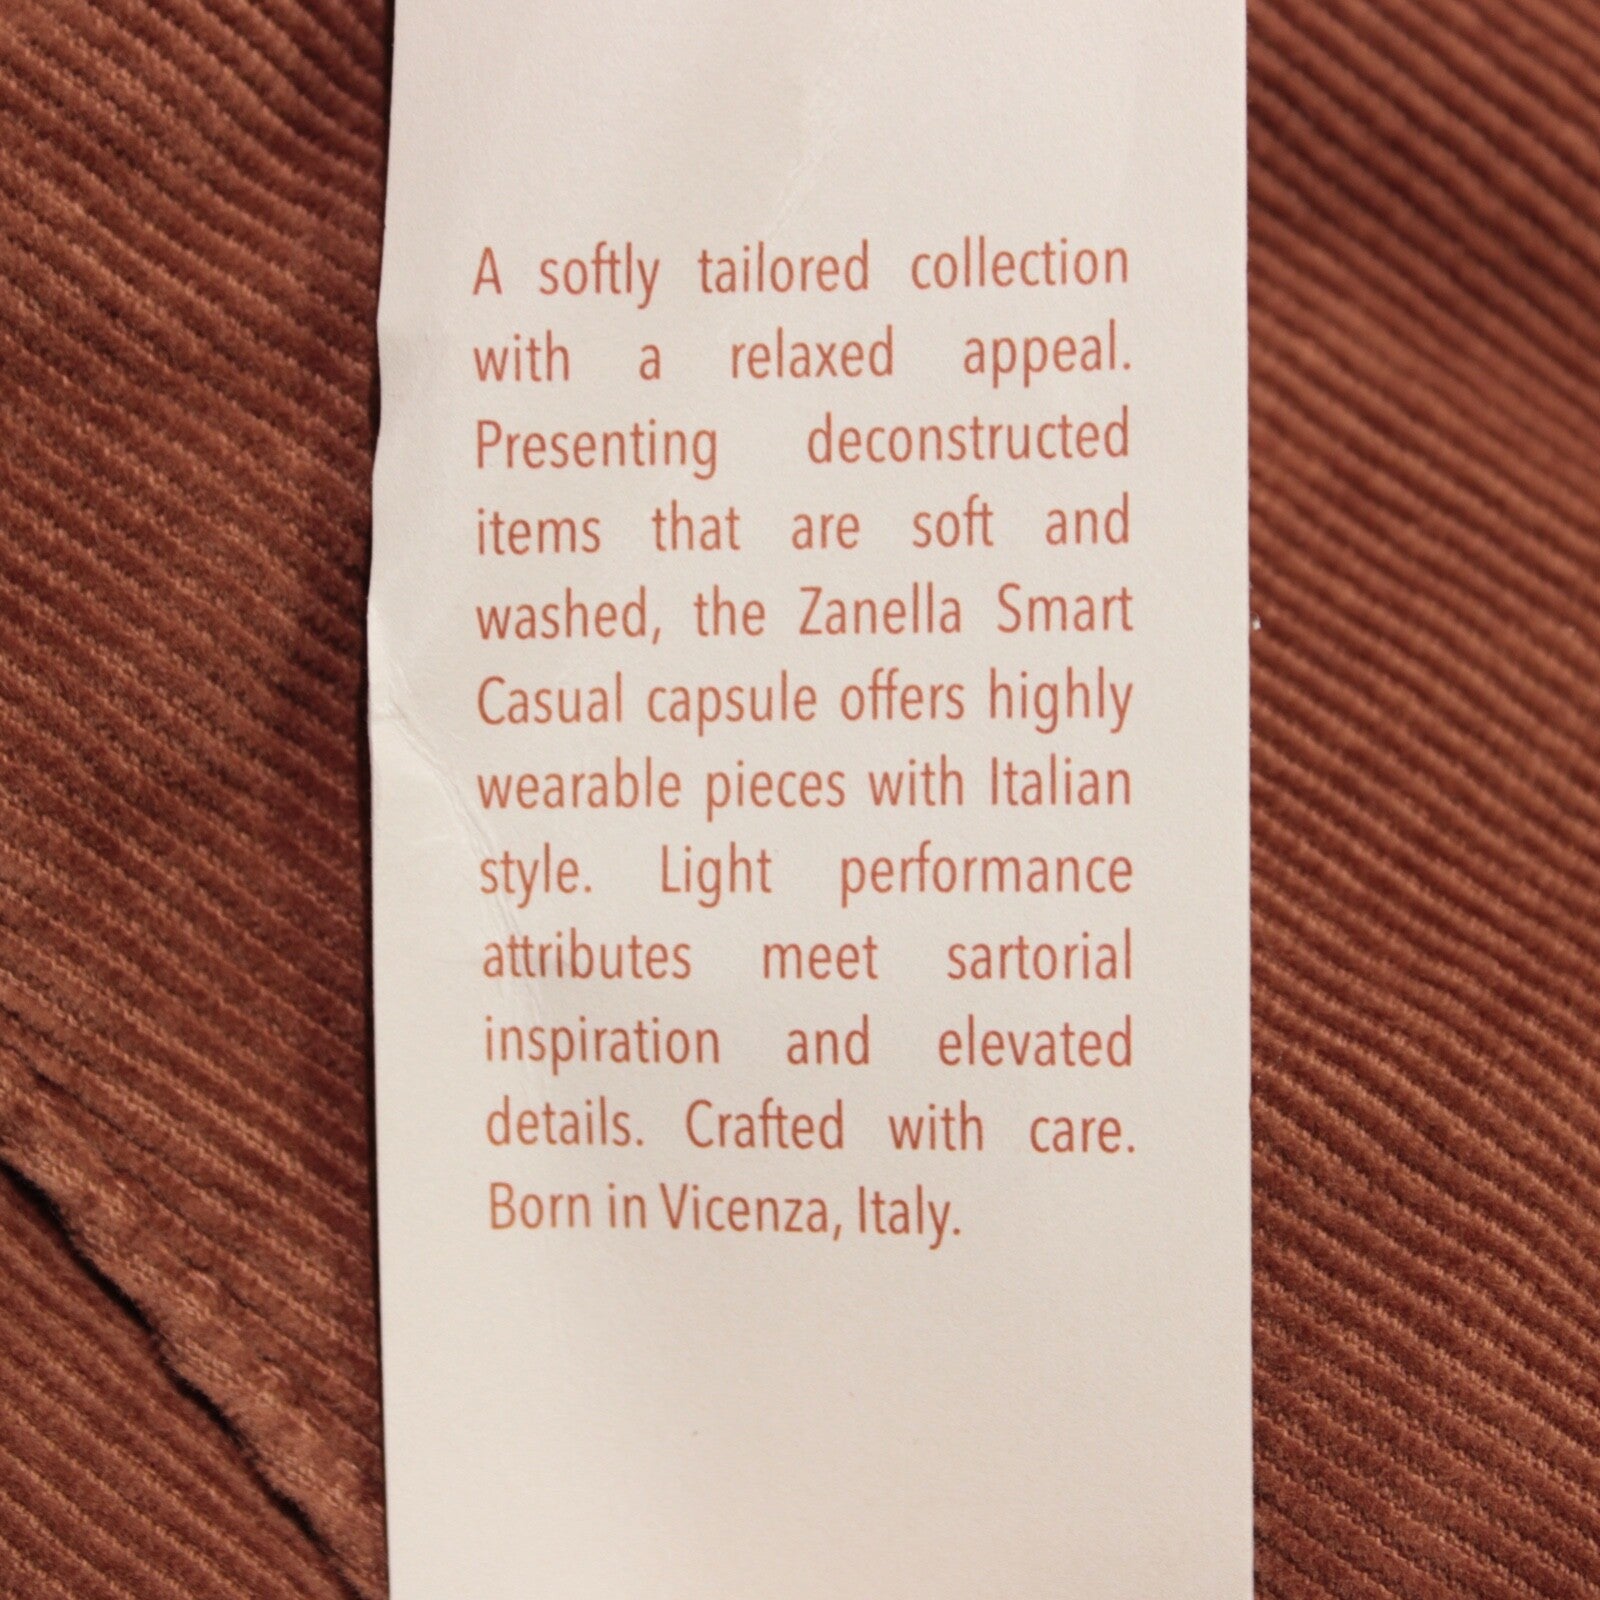 A softly tailored collection
with a relaxed appeal.
Presenting deconstructed
items that are soft and
washed, the Zanella Smart
Casual capsule offers highly
wearable pieces with Italian
style. Light performance
attributes meet sartorial
inspiration and elevated
details. Crafted with care.
Born in Vicenza, Italy.